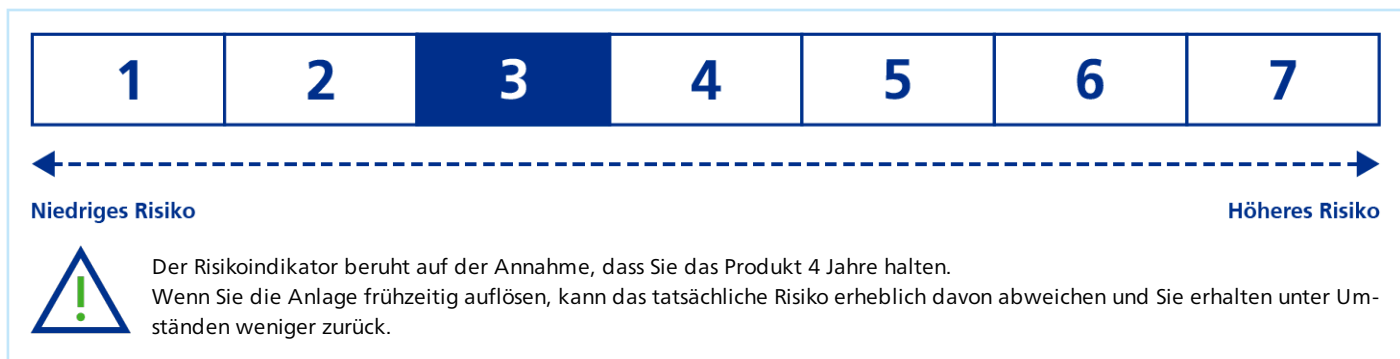 1 2 3 4 5 6 7
Niedriges Risiko Höheres Risiko
Der Risikoindikator beruht auf der Annahme, dass Sie das Produkt 4 Jahre halten.
Wenn Sie die Anlage frühzeitig auflösen, kann das tatsächliche Risiko erheblich davon abweichen und Sie erhalten unter Um-
ständen weniger zurück.